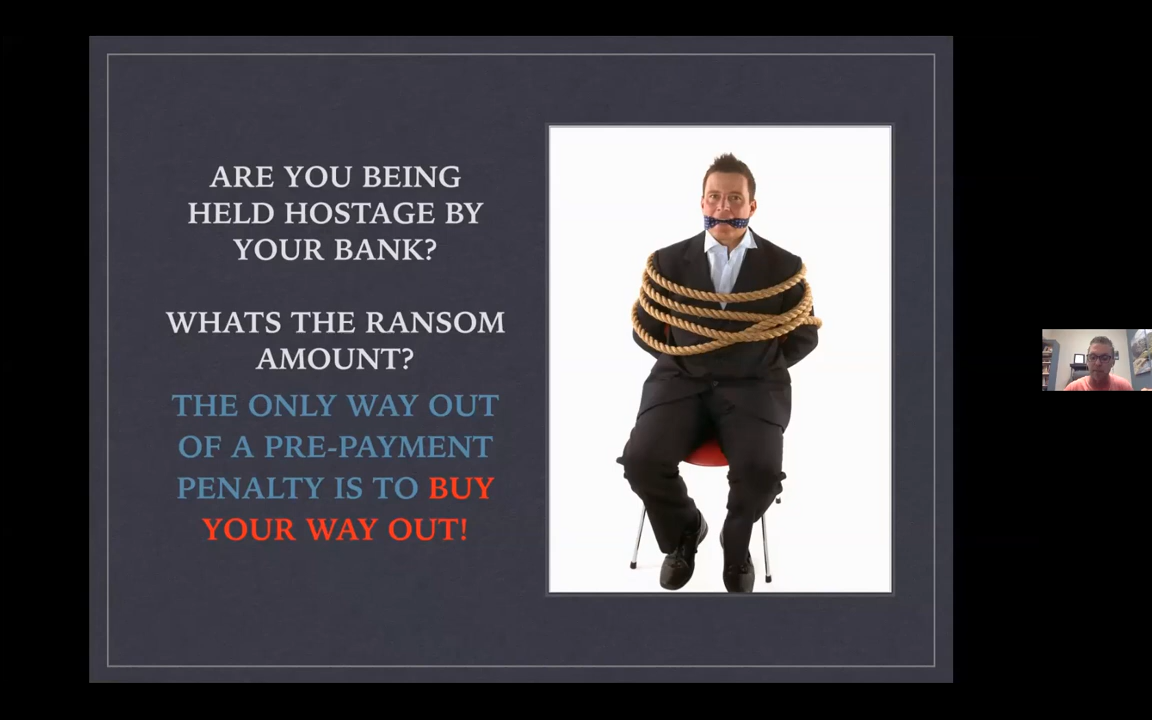 ARE YOU BEING
HELD HOSTAGE BY
YOUR BANK?
WHATS THE RANSOM
AMOUNT?
THE ONLY WAY OUT
OF A PRE-PAYMENT
PENALTY IS TO BUY
YOUR WAY OUT!